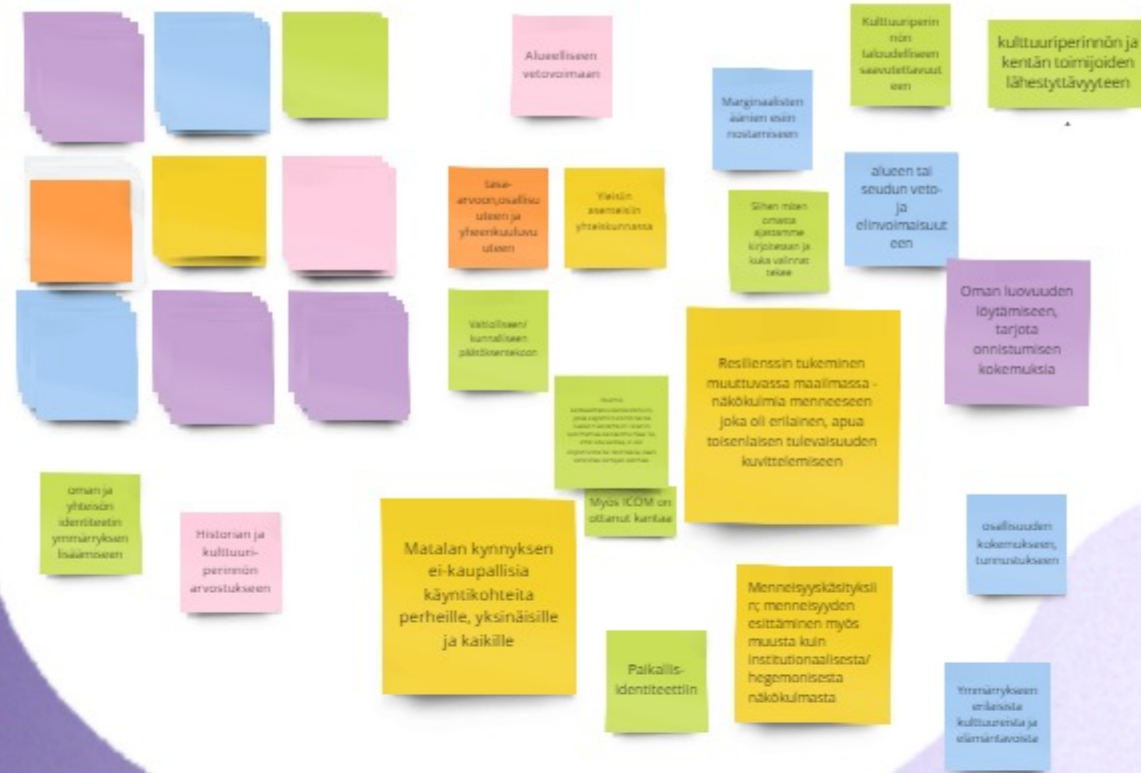 Alueelliseen
vetovoimaan
Kulttuuriperin
nön
taloudelliseen
saavutettavuut
een
kulttuuriperinnön ja
kentän toimijoiden
lähestyttävyyteen
Marginaalisten
äänien esiin
nostamiseen
tasa-
arvoon,osallisu
uteen ja
yheenkuuluvu
uteen
Yleisiin
asenteisiin
yhteiskunnassa
Siihen miten
omasta
ajastamme
kirjoitetaan ja
kuka valinnat
tekee
alueen tai
seudun veto-
ja
elinvoimaisuut
een
Oman luovuuden
löytämiseen,
tarjota
onnistumisen
kokemuksia
Valtiolliseen/
kunnalliseen
päätöksentekoon
Resilienssin tukeminen
muuttuvassa maailmassa -
näkökulmia menneeseen
joka oli erilainen, apua
toisenlaisen tulevaisuuden
kuvittelemiseen
Myös ICOM on
ottanut kantaa
oman ja
yhteisön
identiteetin
ymmärryksen
lisäämiseen
Historian ja
kulttuuri-
perinnön
arvostukseen
Matalan kynnyksen
ei-kaupallisia
käyntikohteita
perheille, yksinäisille
ja kaikille
osallisuuden
kokemukseen,
tunnustukseen
Menneisyyskäsityksii
n; menneisyyden
esittäminen myös
muusta kuin
institutionaalisesta/
hegemonisesta
näkökulmasta
Paikallis-
identiteettiin
Ymmärrykseen
erilaisista
kulttuureista ja
elämäntavoista